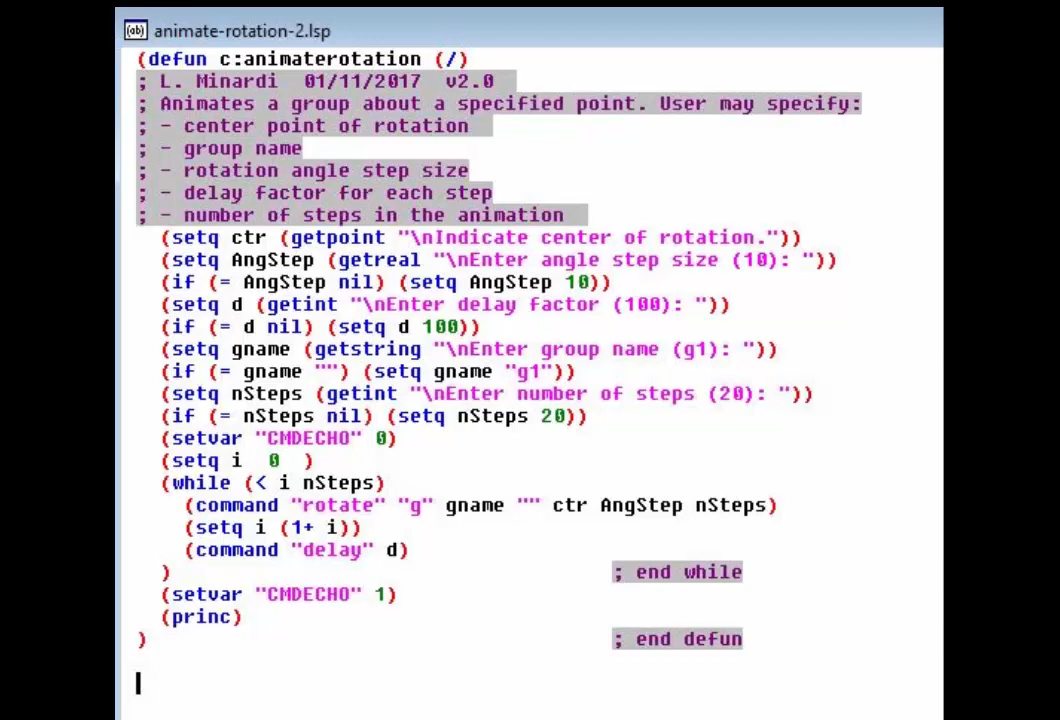 (ab) animate-rotation-2.lsp
(defun c:animaterotation (/)
; L. Minardi 01/11/2017 v2.0
; Animates a group about a specified point. User may specify:
; - center point of rotation
; - group name
; - rotation angle step size
; - delay factor for each step
; - number of steps in the animation
(setq ctr (getpoint "\nIndicate center of rotation."))
(setq AngStep (getreal "\nEnter angle step size (10): "))
(if (= AngStep nil) (setq AngStep 10))
(setq d (getint "\nEnter delay factor (100): "))
(if (= d nil) (setq d 100))
(setq gname (getstring "\nEnter group name (g1): "))
(if (= gname "") (setq gname "g1"))
(setq nSteps (getint "\nEnter number of steps (20): "))
(if (= nSteps nil) (setq nSteps 20))
(setvar "CMDECHO" 0)
(setq i 0 )
(while (< i nSteps)
(command "rotate" "g" gname "" ctr AngStep nSteps)
(setq i (1+ i))
(command "delay" d)
) ; end while
(setvar "CMDECHO" 1)
(princ)
) ; end defun